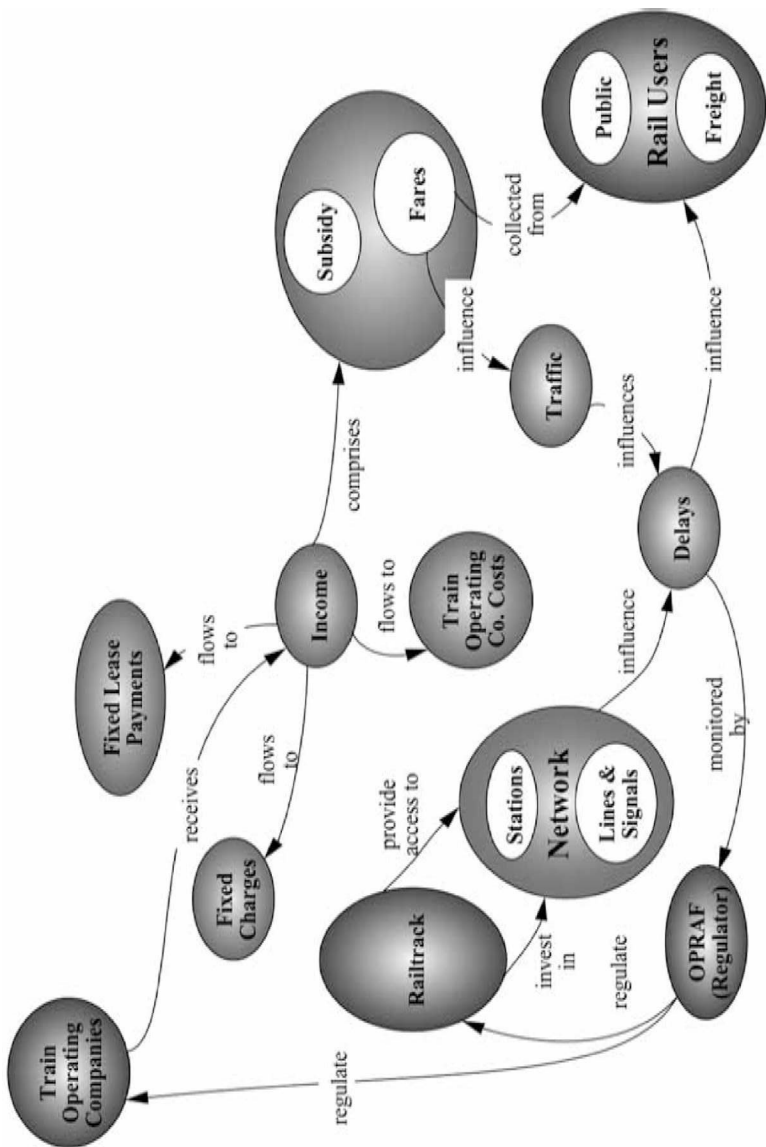 Train
Operating
Companies
receives
Fixed Lease
Payments
flows
to
Fixed
Charges
flows
to
Income
comprises
Subsidy
Fares
flows to
Train
Operating
Co. Costs
influence
collected
from
Public
Rail Users
Freight
Traffic
influences
Railtrack
provide
access to
invest
in
Stations
Network
Lines &
Signals
influence
Delays
influence
regulate
regulate
OPRAF
(Regulator)
monitored
by